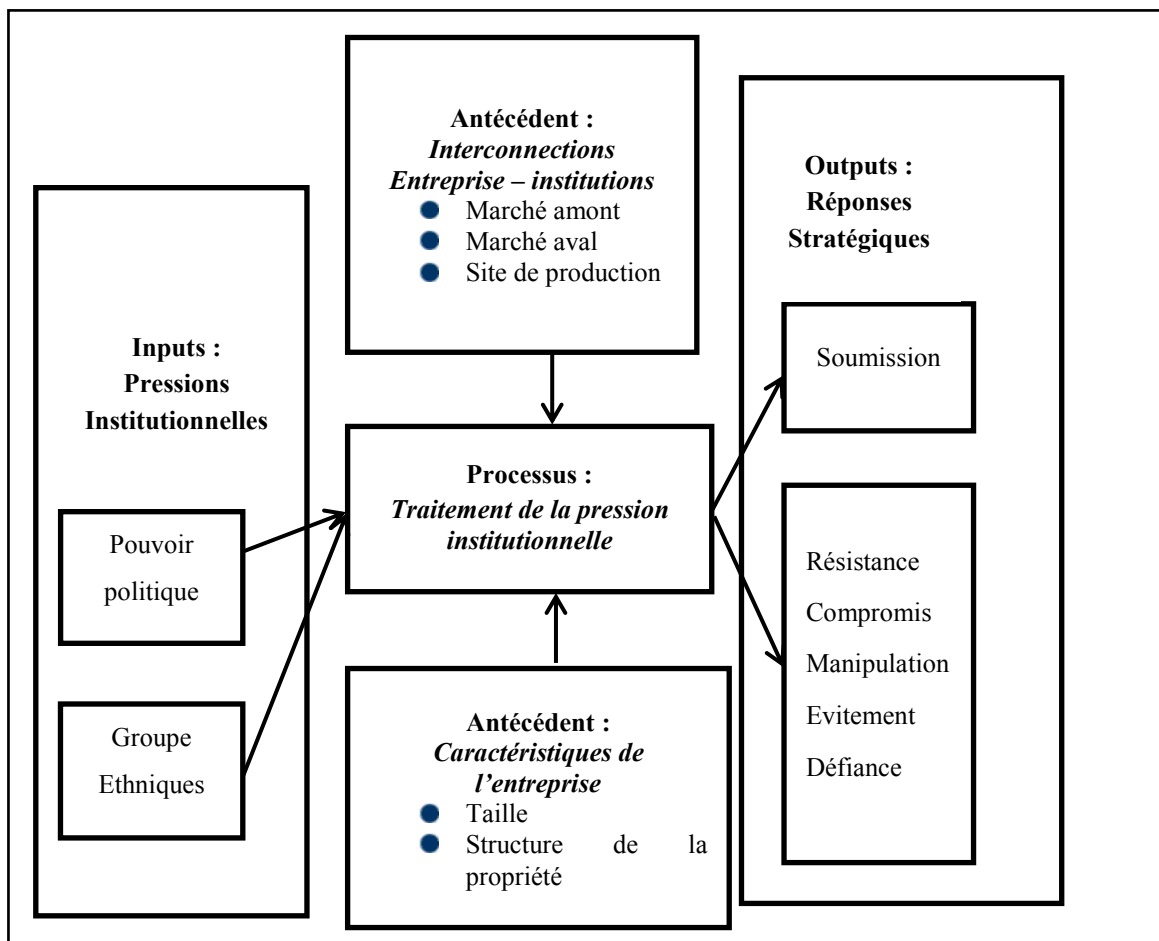 Inputs :
Pressions
Institutionnelles
Pouvoir
politique
Groupe
Ethniques
Antécédent :
Interconnections
Entreprise – institutions
Marché amont
Marché aval
Site de production
Processus :
Traitement de la pression
institutionnelle
Antécédent :
Caractéristiques de
l’entreprise
Taille
Structure de la
propriété
Outputs :
Réponses
Stratégiques
Soumission
Résistance
Compromis
Manipulation
Evitement
Défiance